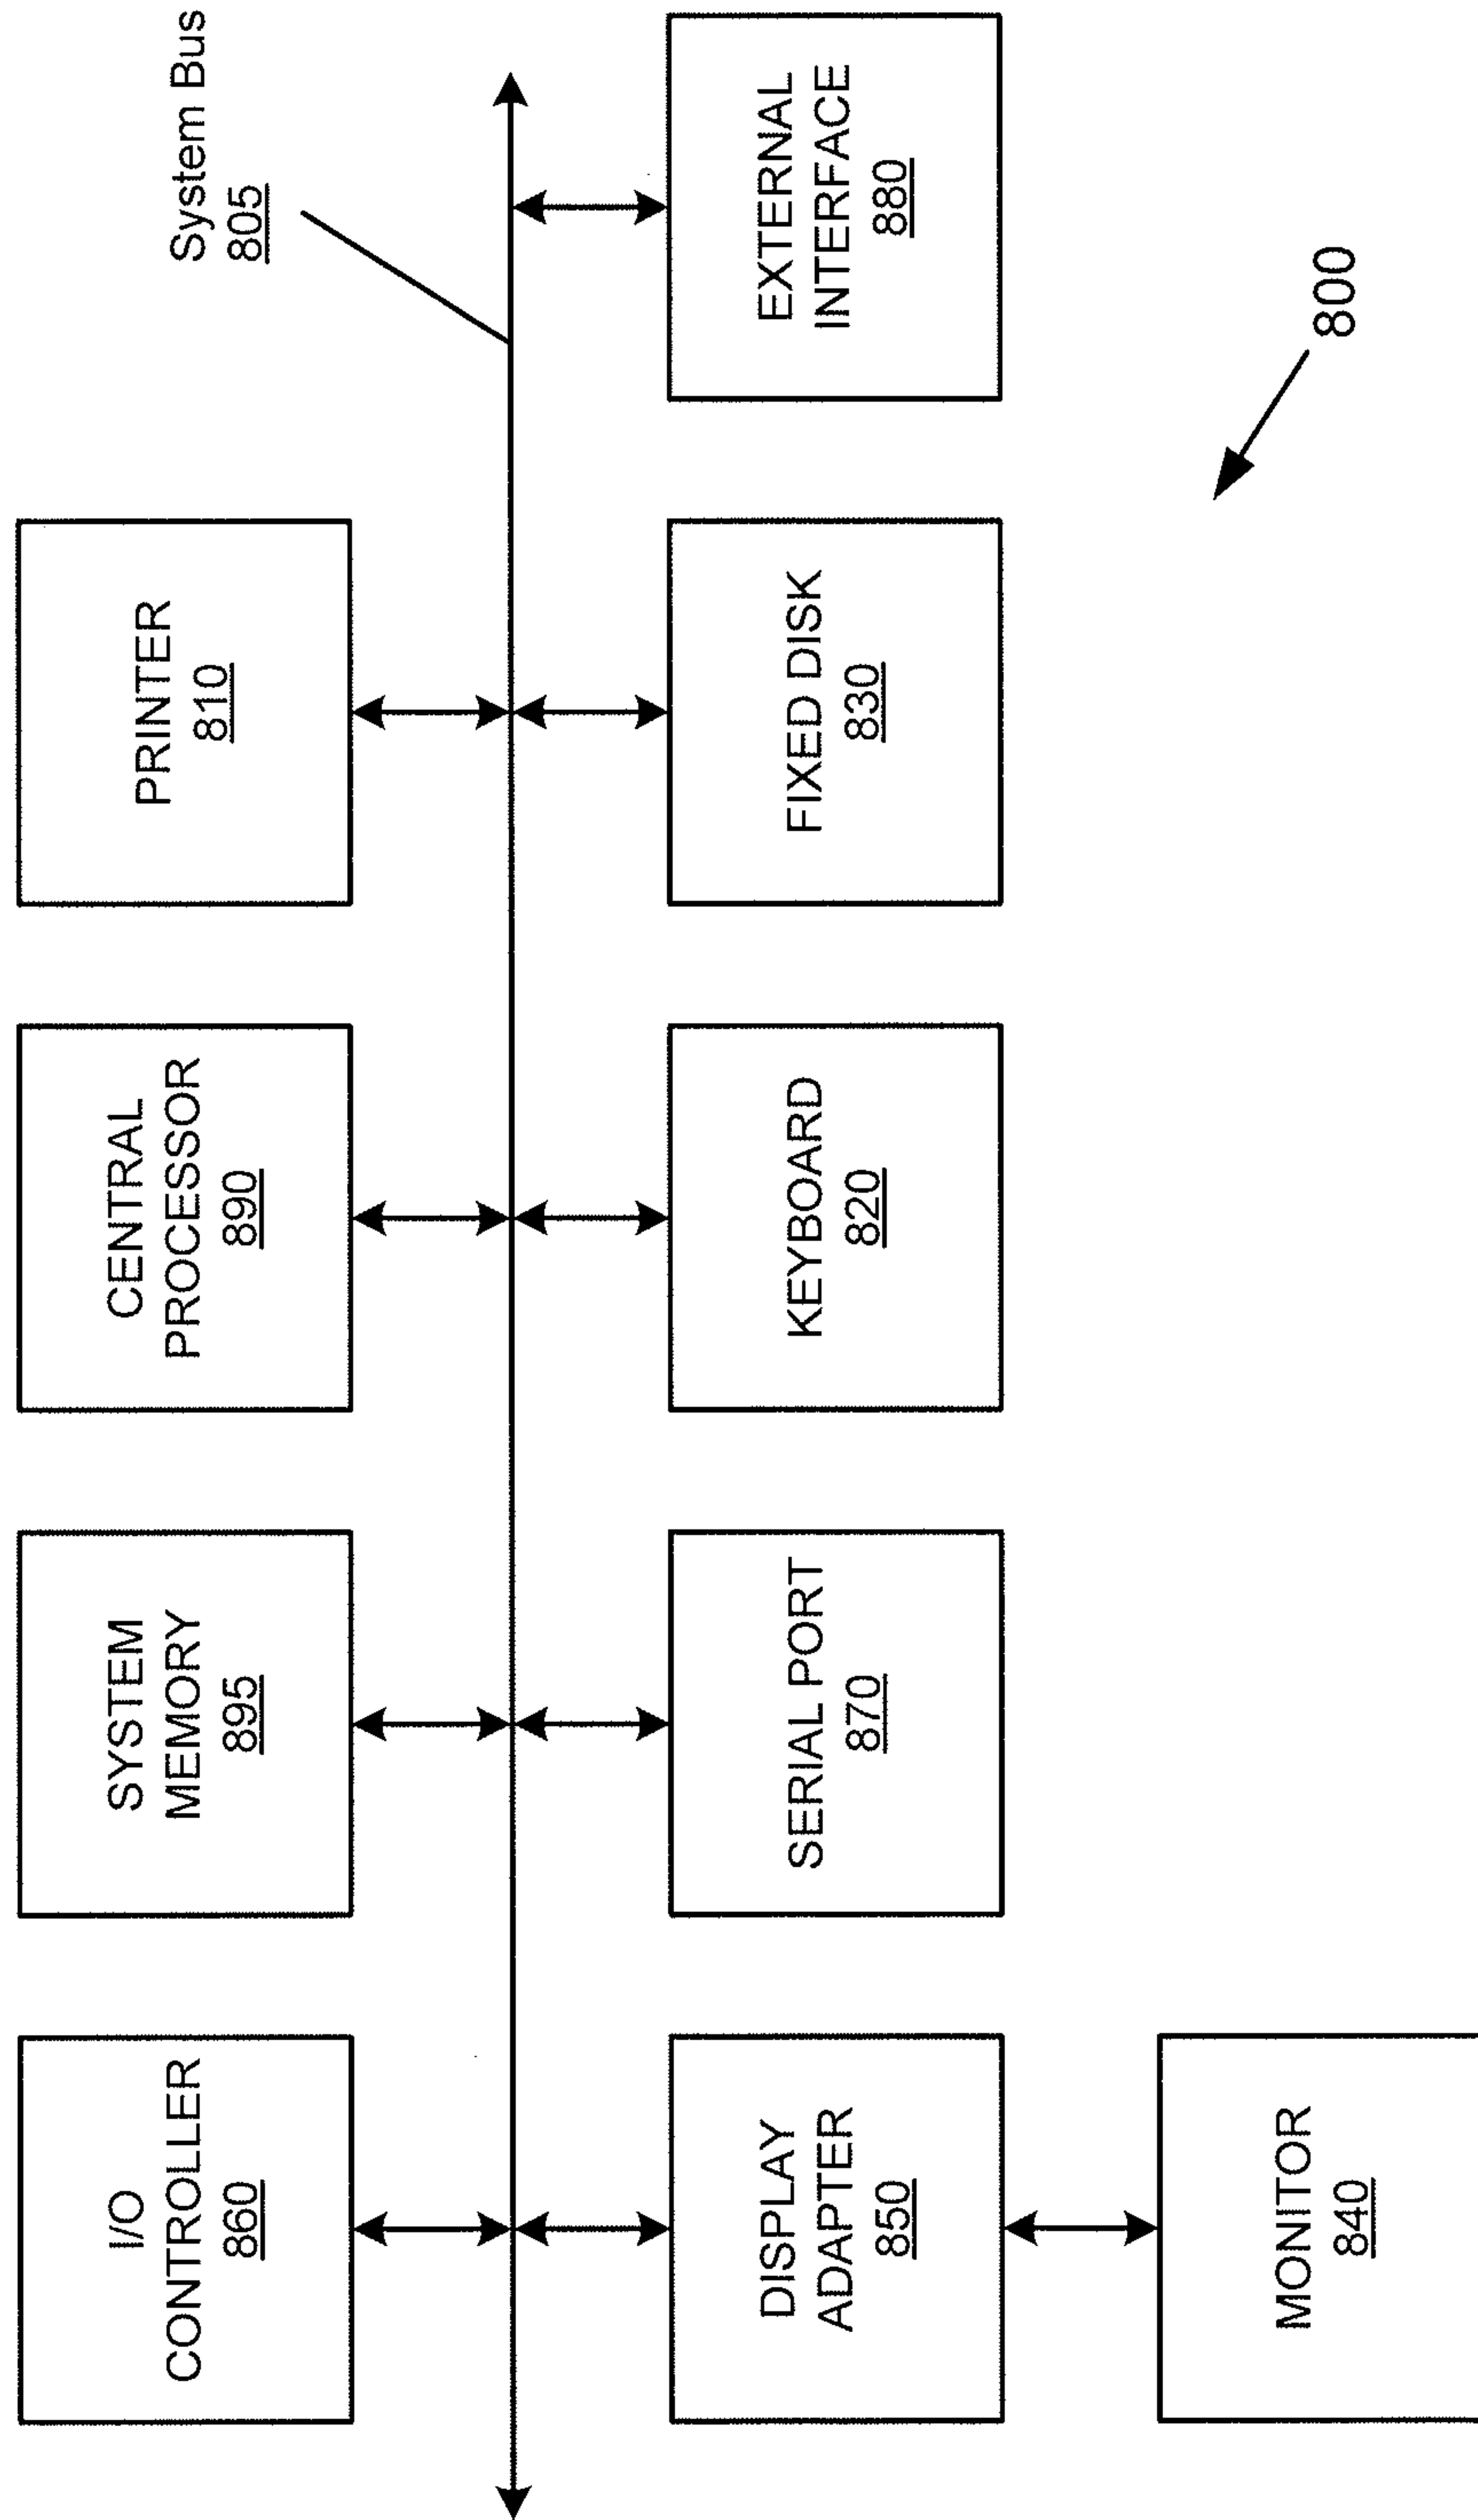 I/O
CONTROLLER
860
SYSTEM
MEMORY
895
CENTRAL
PROCESSOR
890
PRINTER
810
System Bus
805
DISPLAY
ADAPTER
850
SERIAL PORT
870
KEYBOARD
820
FIXED DISK
830
EXTERNAL
INTERFACE
880
MONITOR
840
800